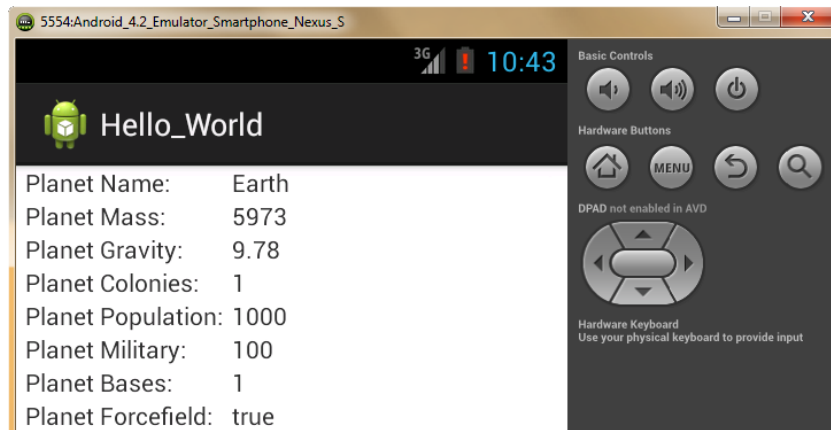 5554:Android_4.2_Emulator_Smartphone_Nexus_S
3G 10:43
Hello_World
Planet Name: Earth
Planet Mass: 5973
Planet Gravity: 9.78
Planet Colonies: 1
Planet Population: 1000
Planet Military: 100
Planet Bases: 1
Planet Forcefield: true
Basic Controls
Hardware Buttons
MENU
DPAD not enabled in AVD
Hardware Keyboard
Use your physical keyboard to provide input